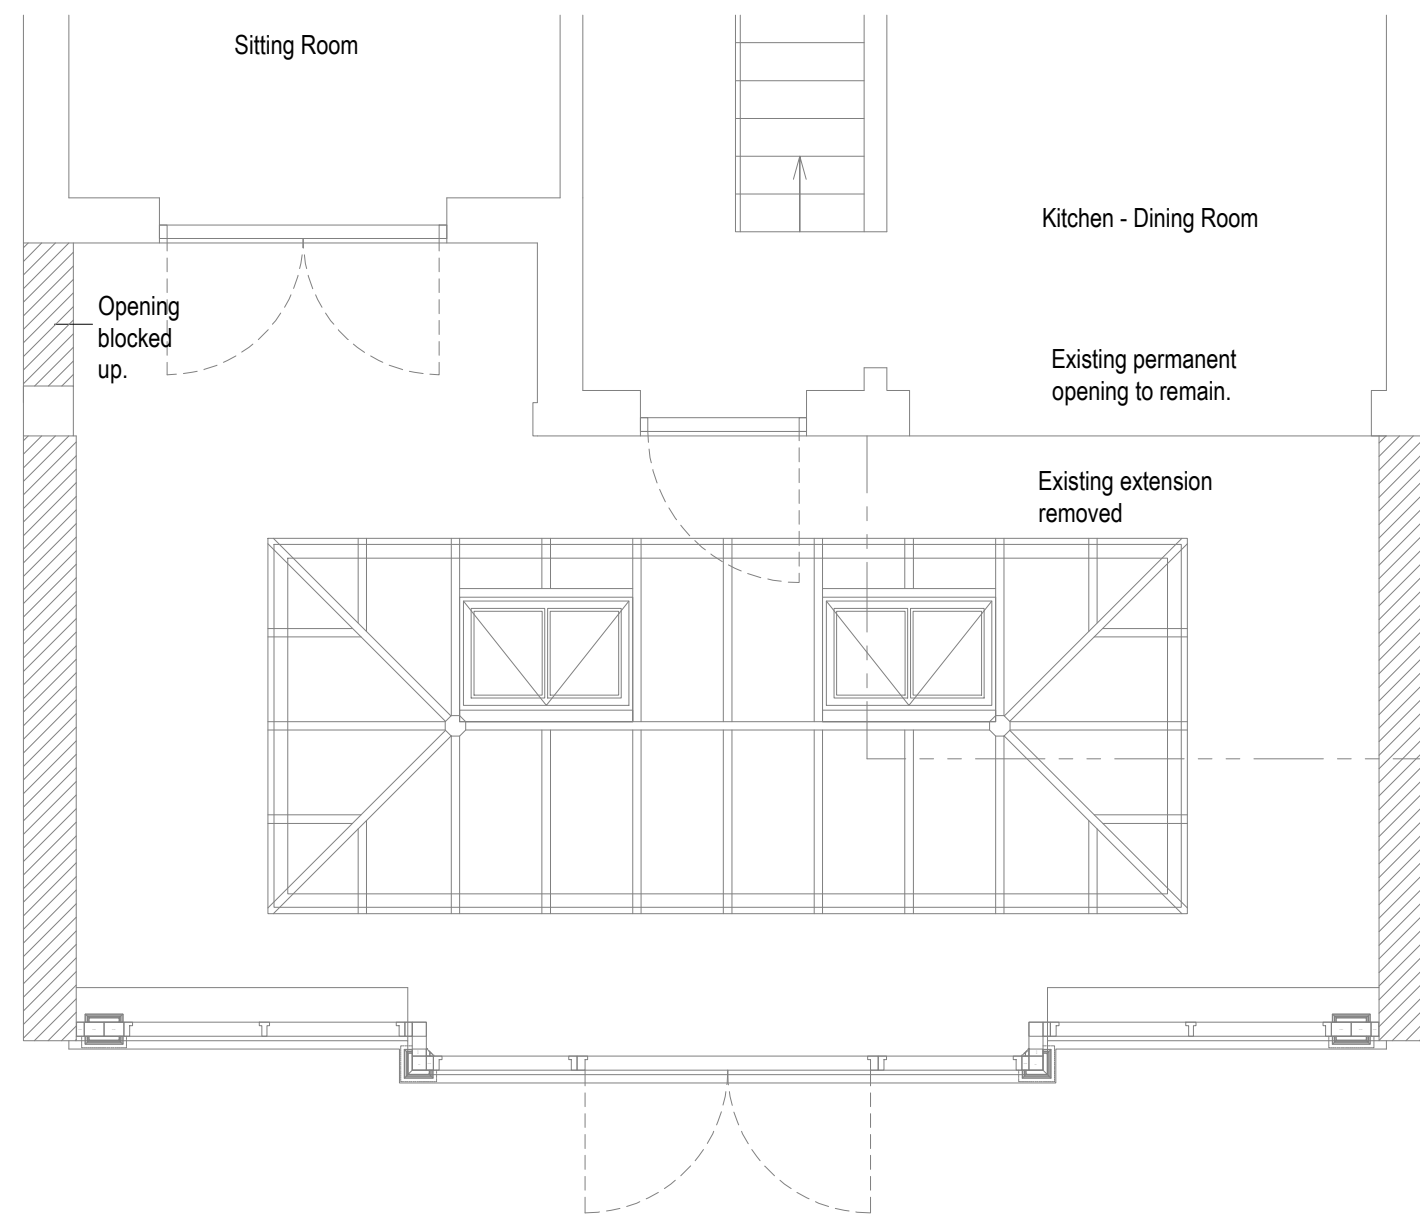 Sitting Room
Kitchen - Dining Room
Opening
blocked
up.
Existing permanent
opening to remain.
Existing extension
removed